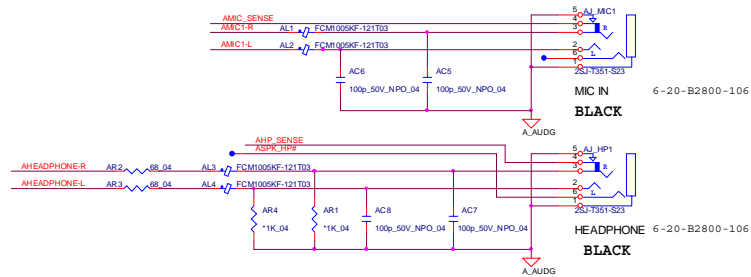 5 AJ_MIC1
AMIC_SENSE 4
AMIC1-R AL1 FCM1005KF-121T03 3 R
AMIC1-L AL2 FCM1005KF-121T03 2
6 L
1
2SJ-T351-S23
AC6 AC5
100p_50V_NPO_04 100p_50V_NPO_04
MIC IN 6-20-B2800-106
BLACK
A_AUDG
AHP_SENSE 5 AJ_HP1
ASPK_HP# 4
AHEADPHONE-R AR2 68_04 AL3 FCM1005KF-121T03 3 R
AHEADPHONE-L AR3 68_04 AL4 FCM1005KF-121T03 2
6 L
1
2SJ-T351-S23
AR4 AR1 AC8 AC7
*1K_04 *1K_04 100p_50V_NPO_04 100p_50V_NPO_04
HEADPHONE 6-20-B2800-106
BLACK
A_AUDG